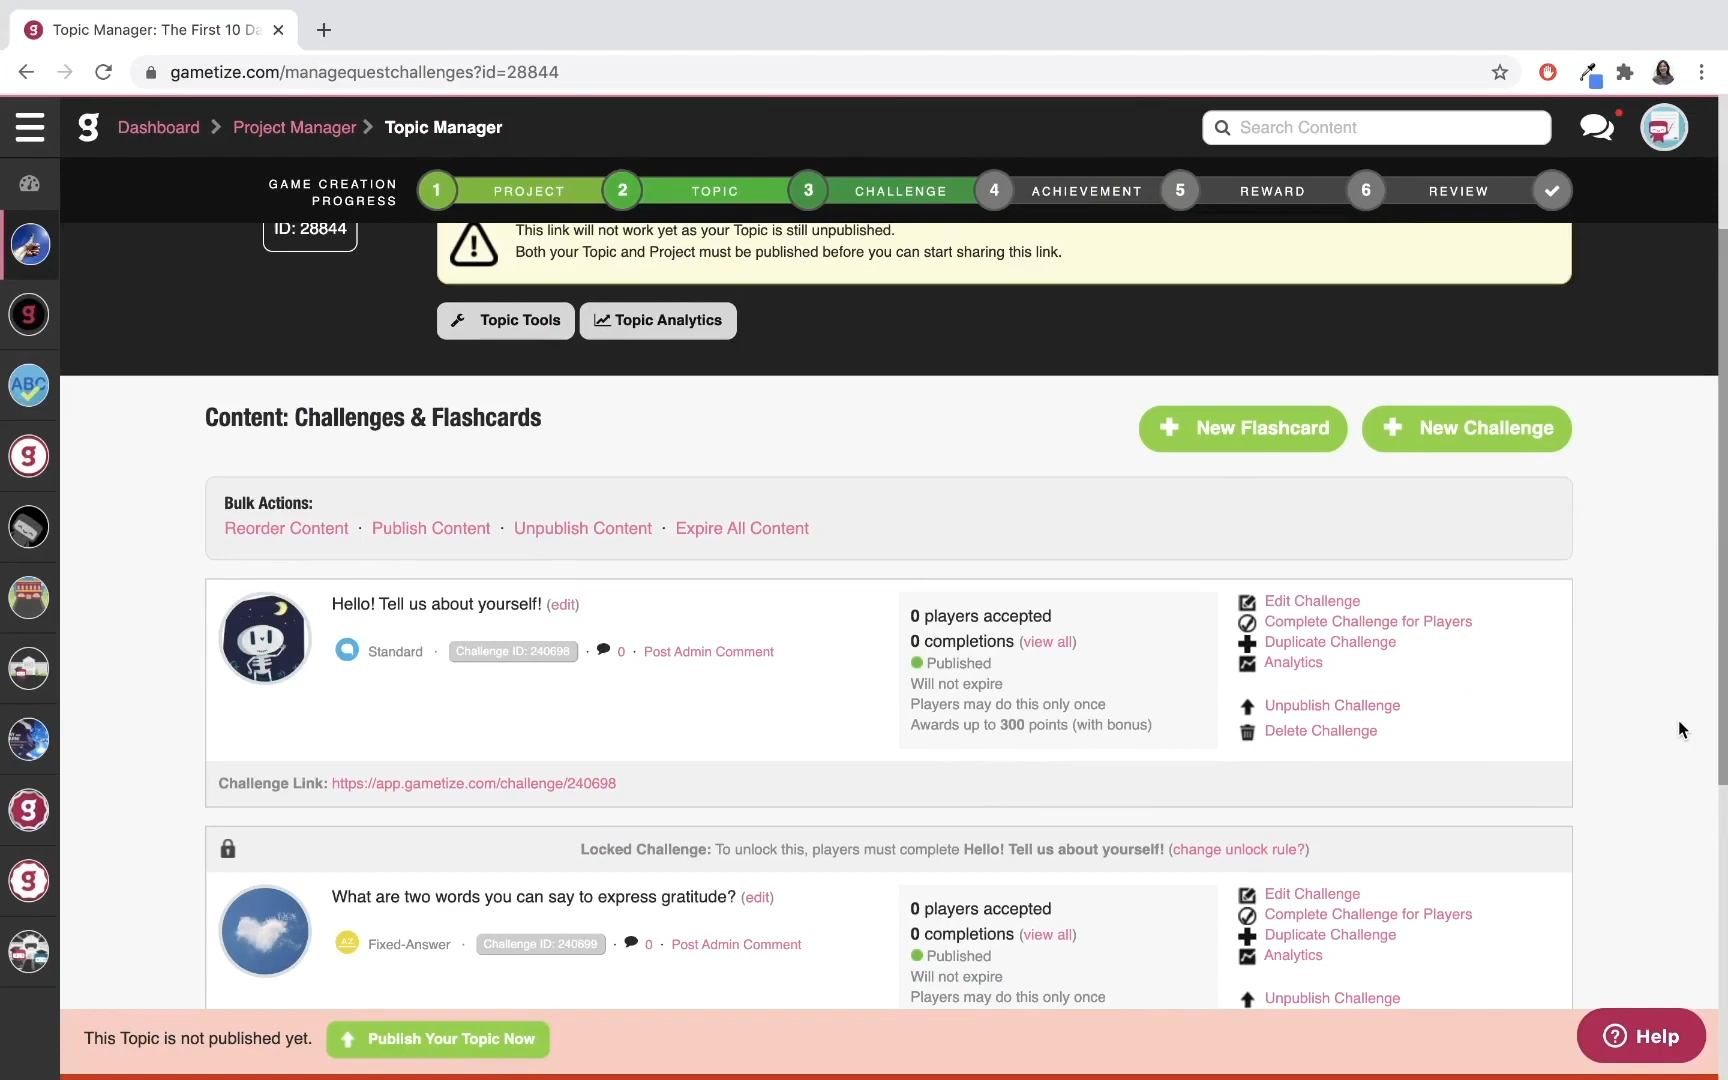 Topic Manager: The First 10 Da
gametize.com/managequestchallenges?id=28844
g Dashboard Project Manager Topic Manager
Search Content
GAME CREATION PROGRESS
1 PROJECT 2 TOPIC 3 CHALLENGE 4 ACHIEVEMENT 5 REWARD 6 REVIEW
ID: 28844
This link will not work yet as your Topic is still unpublished.
Both your Topic and Project must be published before you can start sharing this link.
Topic Tools Topic Analytics
ABC
Content: Challenges & Flashcards
New Flashcard New Challenge
Bulk Actions:
Reorder Content · Publish Content · Unpublish Content · Expire All Content
Hello! Tell us about yourself! (edit)
Standard · Challenge ID: 240698 · 0 · Post Admin Comment
0 players accepted
0 completions (view all)
Published
Will not expire
Players may do this only once
Awards up to 300 points (with bonus)
Edit Challenge
Complete Challenge for Players
Duplicate Challenge
Analytics
Unpublish Challenge
Delete Challenge
Challenge Link: https://app.gametize.com/challenge/240698
Locked Challenge: To unlock this, players must complete Hello! Tell us about yourself! (change unlock rule?)
What are two words you can say to express gratitude? (edit)
AZ Fixed-Answer · Challenge ID: 240699 · 0 · Post Admin Comment
0 players accepted
0 completions (view all)
Published
Will not expire
Players may do this only once
Edit Challenge
Complete Challenge for Players
Duplicate Challenge
Analytics
Unpublish Challenge
This Topic is not published yet. Publish Your Topic Now
Help